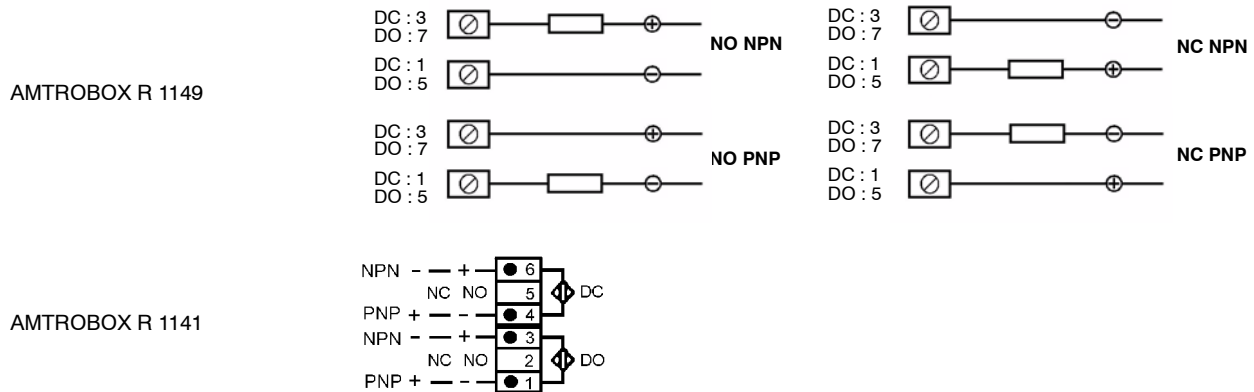 AMTROBOX R 1149
DC : 3
DO : 7
+
NO NPN
DC : 1
DO : 5
−
DC : 3
DO : 7
+
NO PNP
DC : 1
DO : 5
−
DC : 3
DO : 7
−
NC NPN
DC : 1
DO : 5
+
DC : 3
DO : 7
−
NC PNP
DC : 1
DO : 5
+
AMTROBOX R 1141
NPN - + 6
NC NO 5 DC
PNP + - 4
NPN - + 3
NC NO 2 DO
PNP + - 1